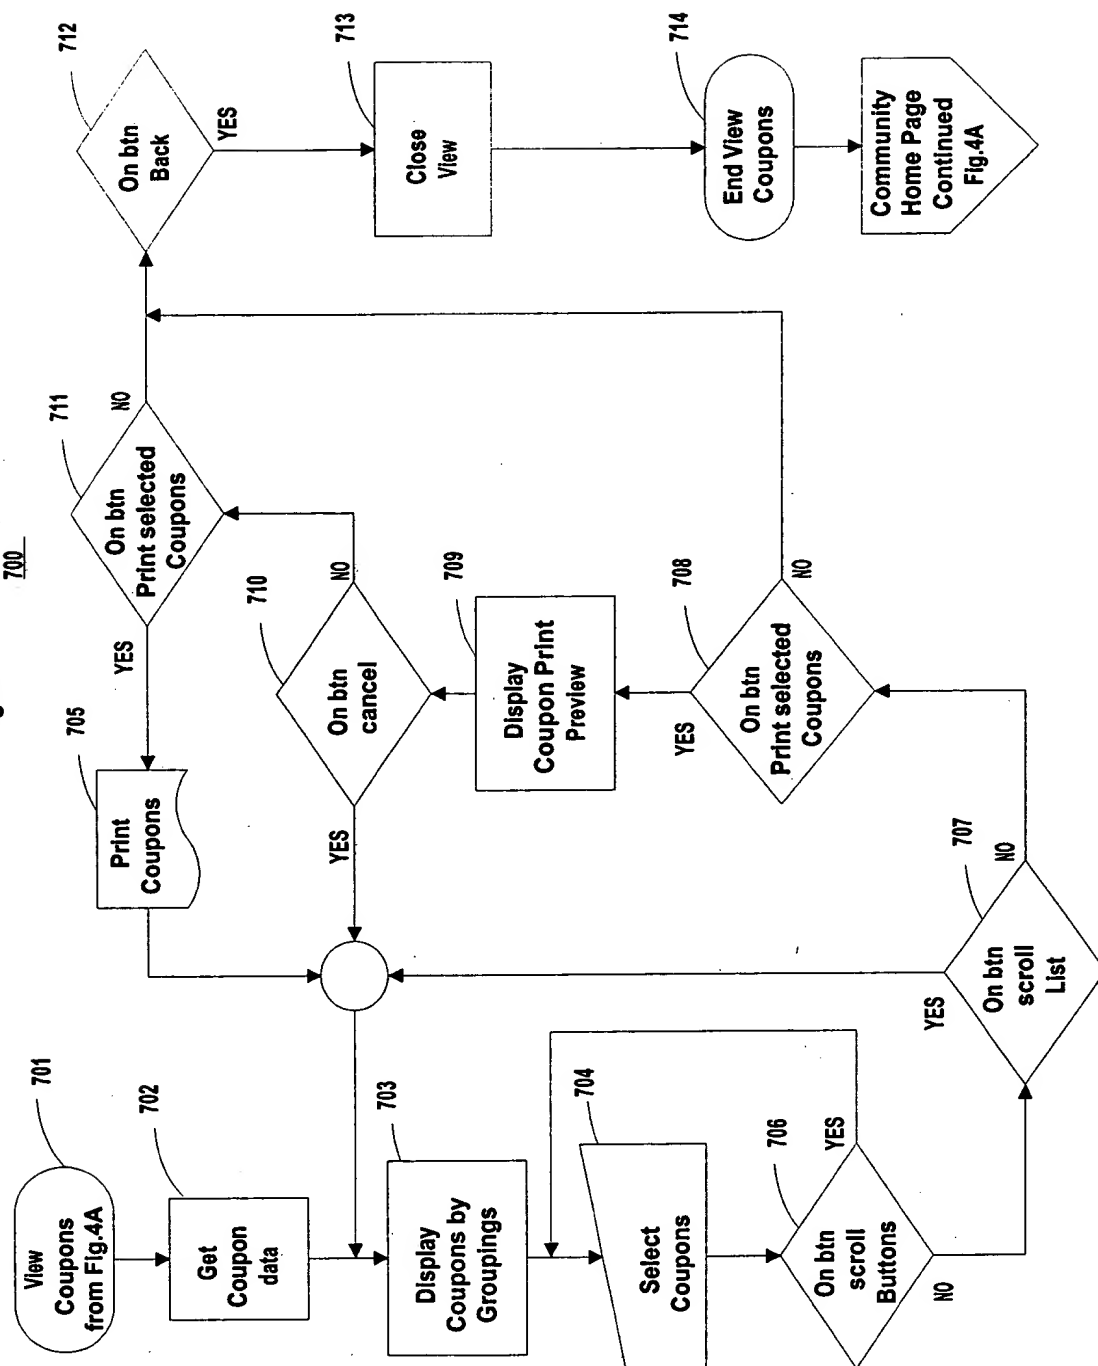 700
701
View
Coupons
from Fig.4A
702
Get
Coupon
data
703
Display
Coupons by
Groupings
704
Select
Coupons
706
On btn
scroll
Buttons
YES
NO
707
On btn
scroll
List
YES
NO
708
On btn
Print selected
Coupons
YES
NO
709
Display
Coupon Print
Preview
710
On btn
cancel
YES
NO
711
On btn
Print selected
Coupons
YES
NO
705
Print
Coupons
712
On btn
Back
YES
713
Close
View
714
End View
Coupons
Community
Home Page
Continued
Fig.4A